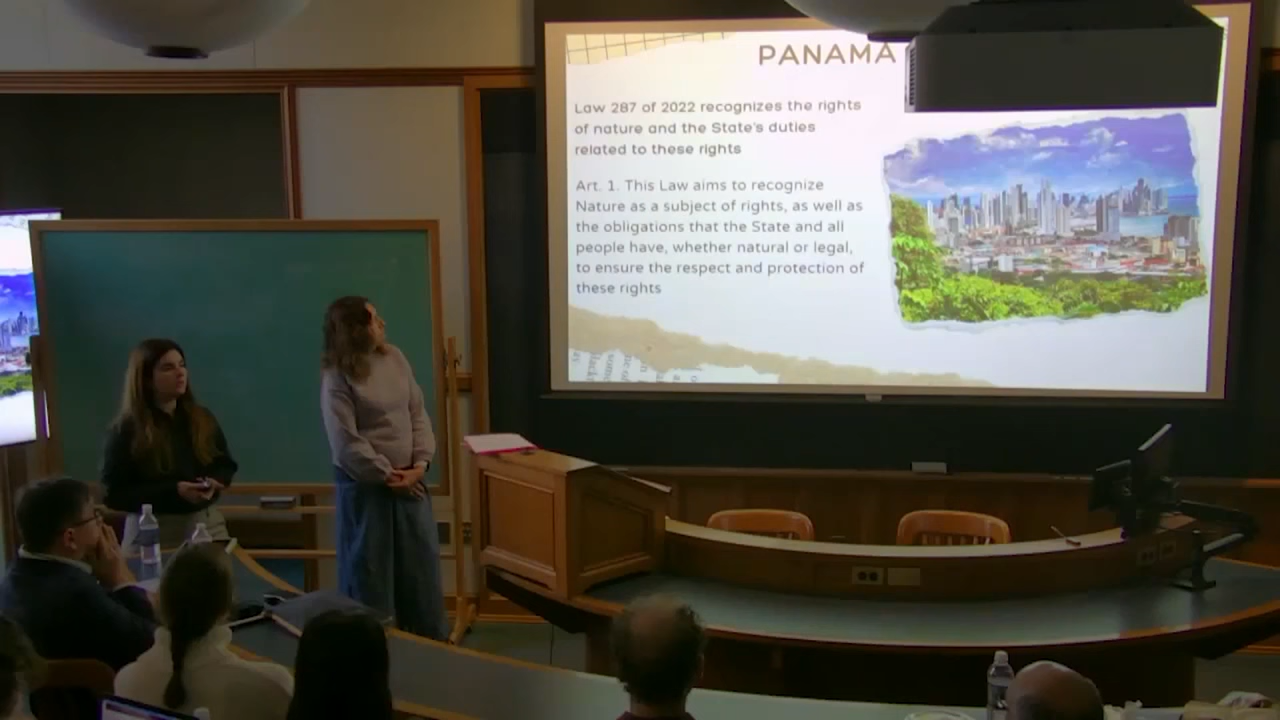 PANAMA
Law 287 of 2022 recognizes the rights
of nature and the State's duties
related to these rights
Art. 1. This Law aims to recognize
Nature as a subject of rights, as well as
the obligations that the State and all
people have, whether natural or legal,
to ensure the respect and protection of
these rights